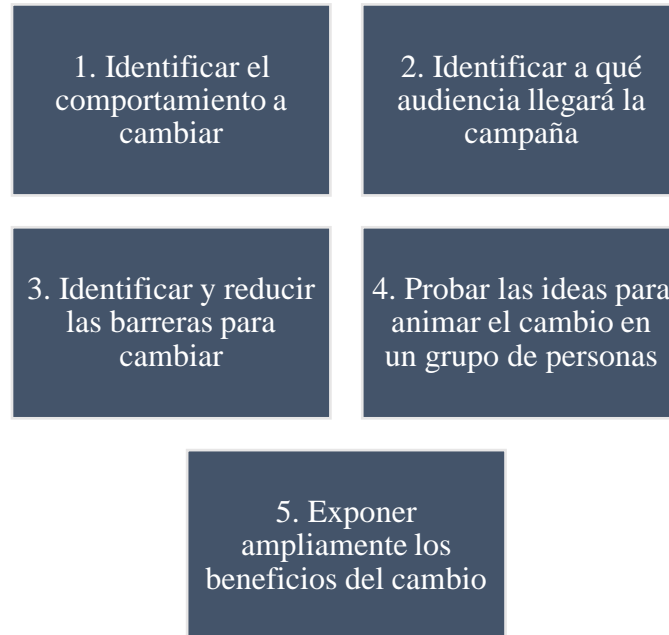 1. Identificar el
comportamiento a
cambiar
2. Identificar a qué
audiencia llegará la
campaña
3. Identificar y reducir
las barreras para
cambiar
4. Probar las ideas para
animar el cambio en
un grupo de personas
5. Exponer
ampliamente los
beneficios del cambio